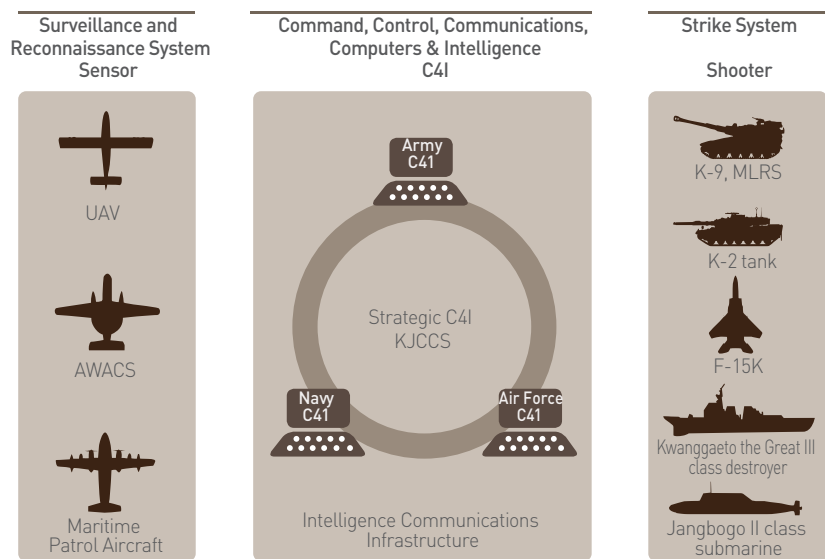 Surveillance and
Reconnaissance System
Sensor
UAV
AWACS
Maritime
Patrol Aircraft
Command, Control, Communications,
Computers & Intelligence
C4I
Army
C41
Strategic C4I
KJCCS
Navy
C41
Air Force
C41
Intelligence Communications
Infrastructure
Strike System
Shooter
K-9, MLRS
K-2 tank
F-15K
Kwanggaeto the Great III
class destroyer
Jangbogo II class
submarine